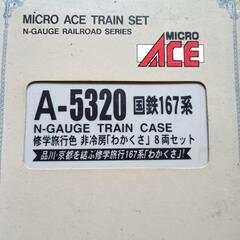 MICRO ACE TRAIN SET
N-GAUGE RAILROAD SERIES
MICRO
ACE
A-5320 国鉄167系
N-GAUGE TRAIN CASE
修学旅行色 非冷房「わかくさ」8両セット
品川⇔京都を結ぶ修学旅行167系「わかくさ」!